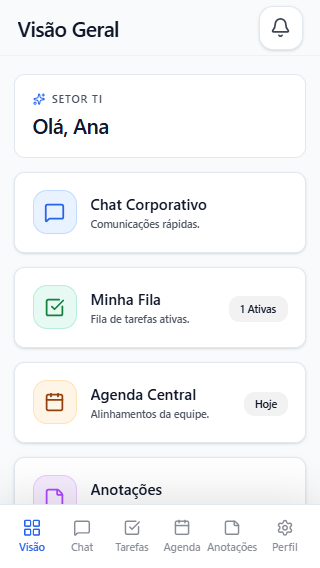 Visão Geral
SETOR TI
Olá, Ana
Chat Corporativo
Comunicações rápidas.
Minha Fila
Fila de tarefas ativas.
1 Ativas
Agenda Central
Alinhamentos da equipe.
Hoje
Anotações
Visão
Chat
Tarefas
Agenda
Anotações
Perfil